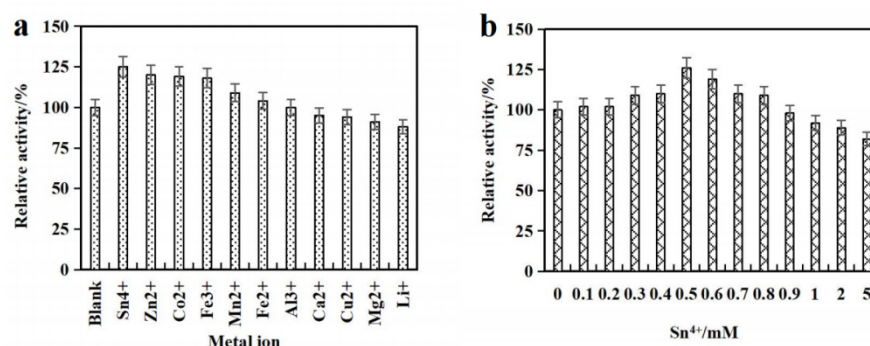 a
150
125
100
75
50
25
0
Relative activity/%
Blank Sn4+ Zn2+ Co2+ Fe3+ Mn2+ Fe2+ Al3+ Ca2+ Cu2+ Mg2+ Li+
Metal ion
b
150
125
100
75
50
25
0
Relative activity/%
0 0.1 0.2 0.3 0.4 0.5 0.6 0.7 0.8 0.9 1 2 5
Sn⁴⁺/mM